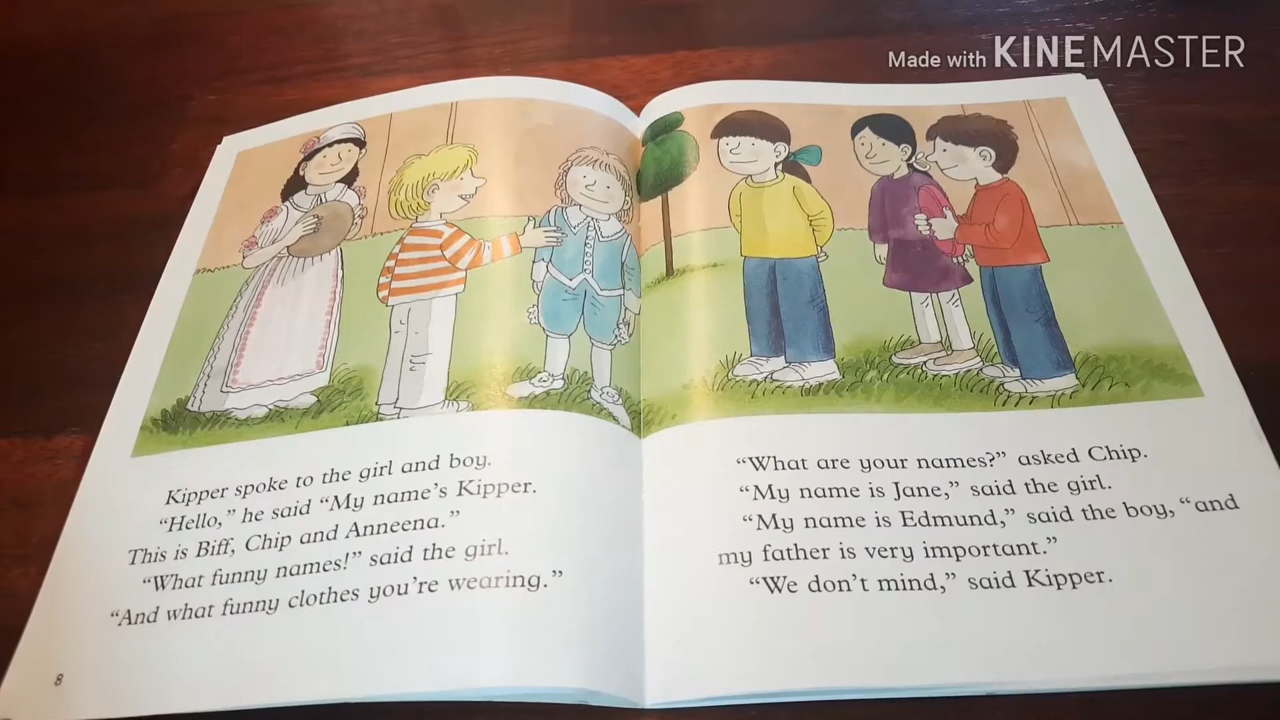 Made with KINEMASTER
Kipper spoke to the girl and boy.
“Hello,” he said “My name’s Kipper.
This is Biff, Chip and Anneena.”
“What funny names!” said the girl.
“And what funny clothes you’re wearing.”
8
“What are your names?” asked Chip.
“My name is Jane,” said the girl.
“My name is Edmund,” said the boy, “and
my father is very important.”
“We don’t mind,” said Kipper.